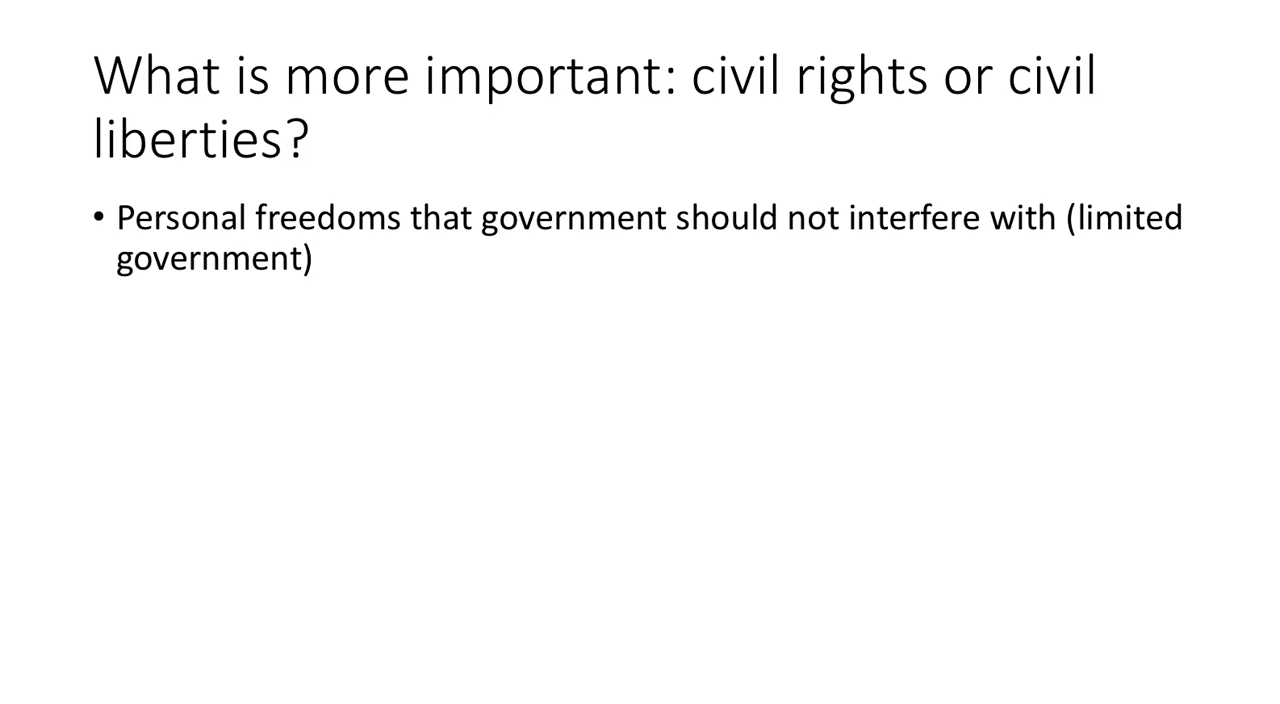 What is more important: civil rights or civil
liberties?
• Personal freedoms that government should not interfere with (limited
government)